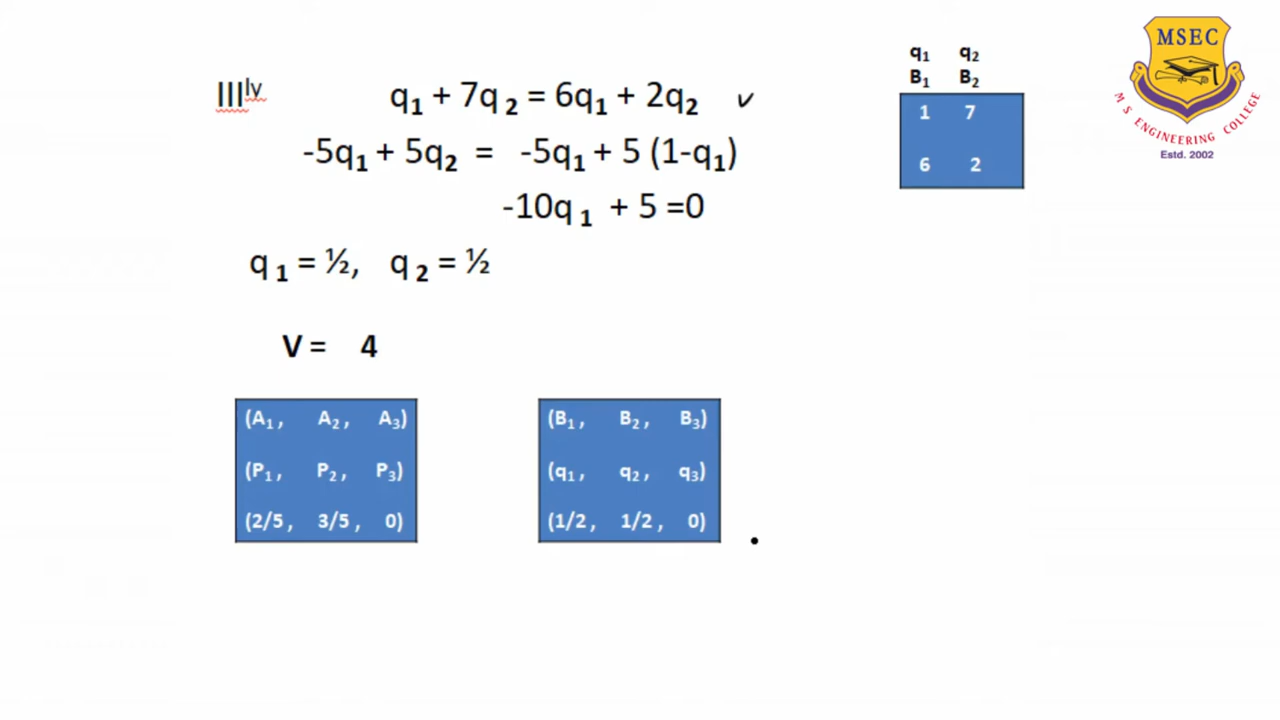 IIIly q₁ + 7q₂ = 6q₁ + 2q₂ ✓
-5q₁ + 5q₂ = -5q₁ + 5 (1-q₁)
-10q₁ + 5 =0
q₁ = ½, q₂ = ½
V = 4
(A₁, A₂, A₃)
(P₁, P₂, P₃)
(2/5, 3/5, 0)
(B₁, B₂, B₃)
(q₁, q₂, q₃)
(1/2, 1/2, 0)
.
q₁ q₂
B₁ B₂
1 7
6 2
MSEC
M S ENGINEERING COLLEGE
Estd. 2002